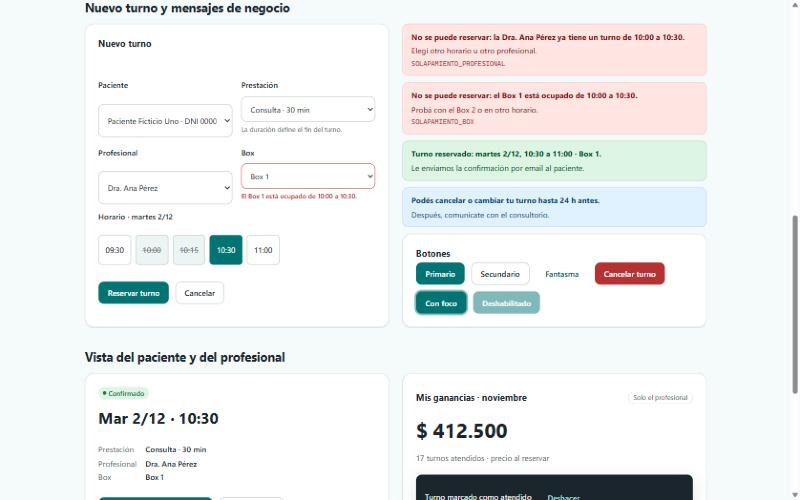 Nuevo turno y mensajes de negocio
Nuevo turno
Paciente
Prestación
Paciente Ficticio Uno · DNI 0000
Consulta · 30 min
La duración define el fin del turno.
Profesional
Box
Dra. Ana Pérez
Box 1
El Box 1 está ocupado de 10:00 a 10:30.
Horario · martes 2/12
09:30
10:00
10:15
10:30
11:00
Reservar turno
Cancelar
No se puede reservar: la Dra. Ana Pérez ya tiene un turno de 10:00 a 10:30.
Elegí otro horario u otro profesional.
SOLAPAMIENTO_PROFESIONAL
No se puede reservar: el Box 1 está ocupado de 10:00 a 10:30.
Probá con el Box 2 o en otro horario.
SOLAPAMIENTO_BOX
Turno reservado: martes 2/12, 10:30 a 11:00 · Box 1.
Le enviamos la confirmación por email al paciente.
Podés cancelar o cambiar tu turno hasta 24 h antes.
Después, comunicate con el consultorio.
Botones
Primario
Secundario
Fantasma
Cancelar turno
Con foco
Deshabilitado
Vista del paciente y del profesional
Confirmado
Mar 2/12 · 10:30
Prestación Consulta · 30 min
Profesional Dra. Ana Pérez
Box Box 1
Mis ganancias · noviembre
Solo el profesional
$ 412.500
17 turnos atendidos · precio al reservar
Turno marcado como atendido
Deshacer